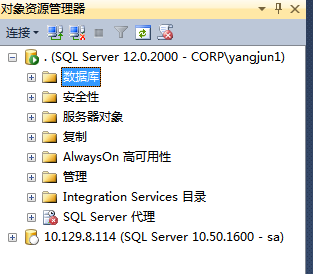 对象资源管理器
连接
. (SQL Server 12.0.2000 - CORP\yangjun1)
数据库
安全性
服务器对象
复制
AlwaysOn 高可用性
管理
Integration Services 目录
SQL Server 代理
10.129.8.114 (SQL Server 10.50.1600 - sa)